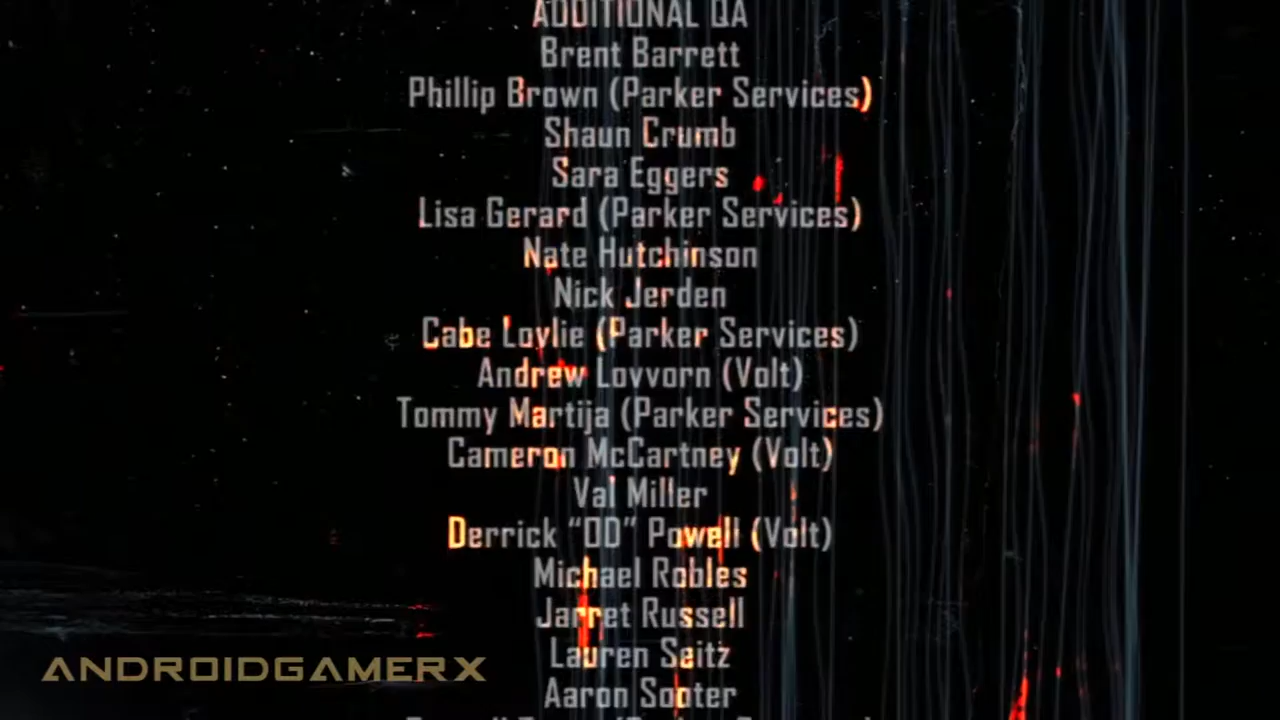 ADDITIONAL QA
Brent Barrett
Phillip Brown (Parker Services)
Shaun Crumb
Sara Eggers
Lisa Gerard (Parker Services)
Nate Hutchinson
Nick Jerden
Cabe Lovlie (Parker Services)
Andrew Lovvorn (Volt)
Tommy Martija (Parker Services)
Cameron McCartney (Volt)
Val Miller
Derrick “OD” Powell (Volt)
Michael Robles
Jarret Russell
Lauren Seitz
Aaron Sooter
ANDROIDGAMERX